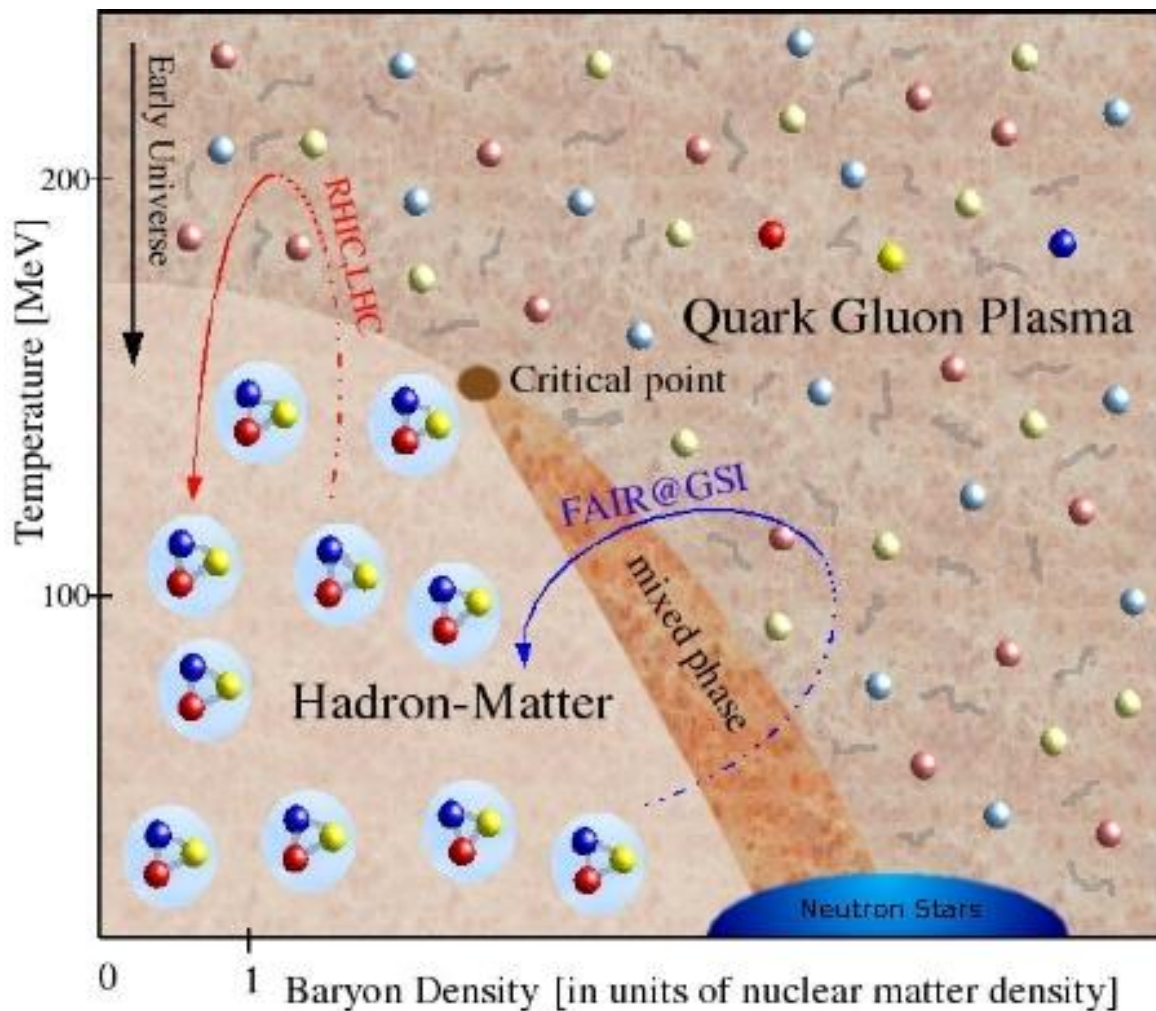 Early Universe
200
RHIC, LHC
Temperature [MeV]
Quark Gluon Plasma
Critical point
FAIR@GSI
mixed phase
100
Hadron-Matter
Neutron Stars
0
1
Baryon Density [in units of nuclear matter density]